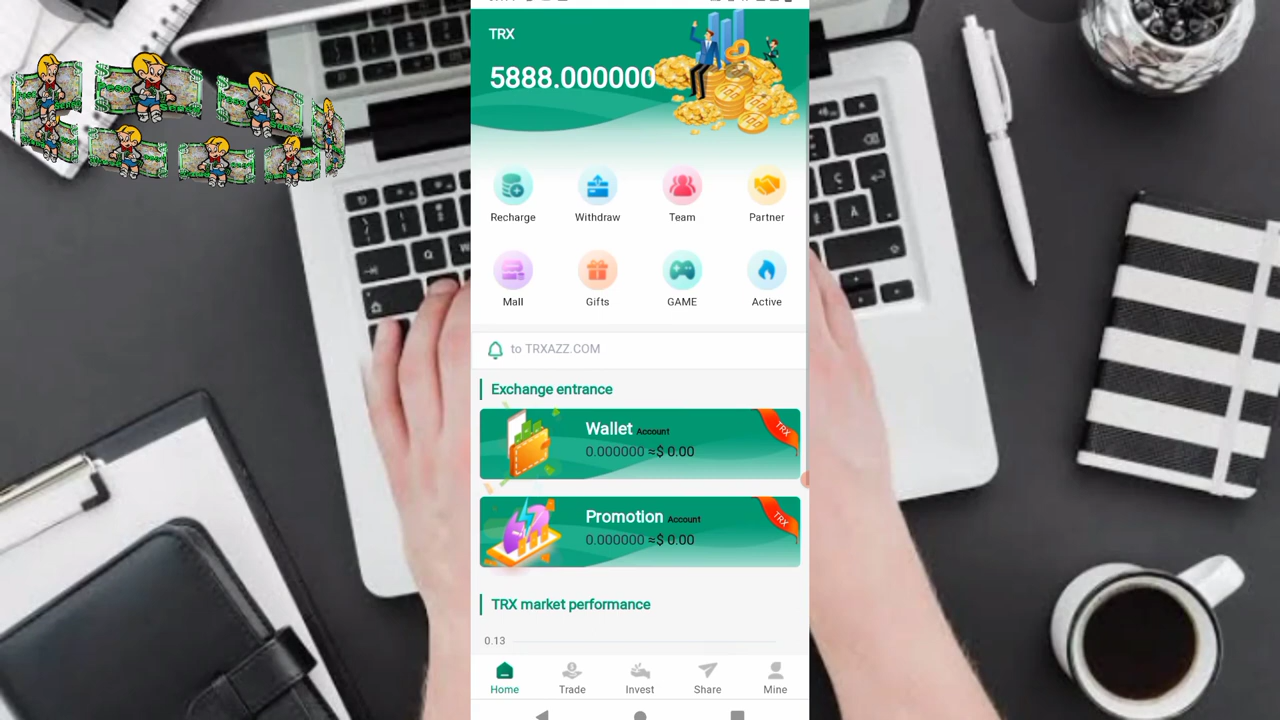 TRX
5888.000000
Recharge
Withdraw
Team
Partner
Mall
Gifts
GAME
Active
to TRXAZZ.COM
Exchange entrance
Wallet Account
0.000000 ≈$ 0.00
TRX
Promotion Account
0.000000 ≈$ 0.00
TRX
TRX market performance
0.13
Home
Trade
Invest
Share
Mine